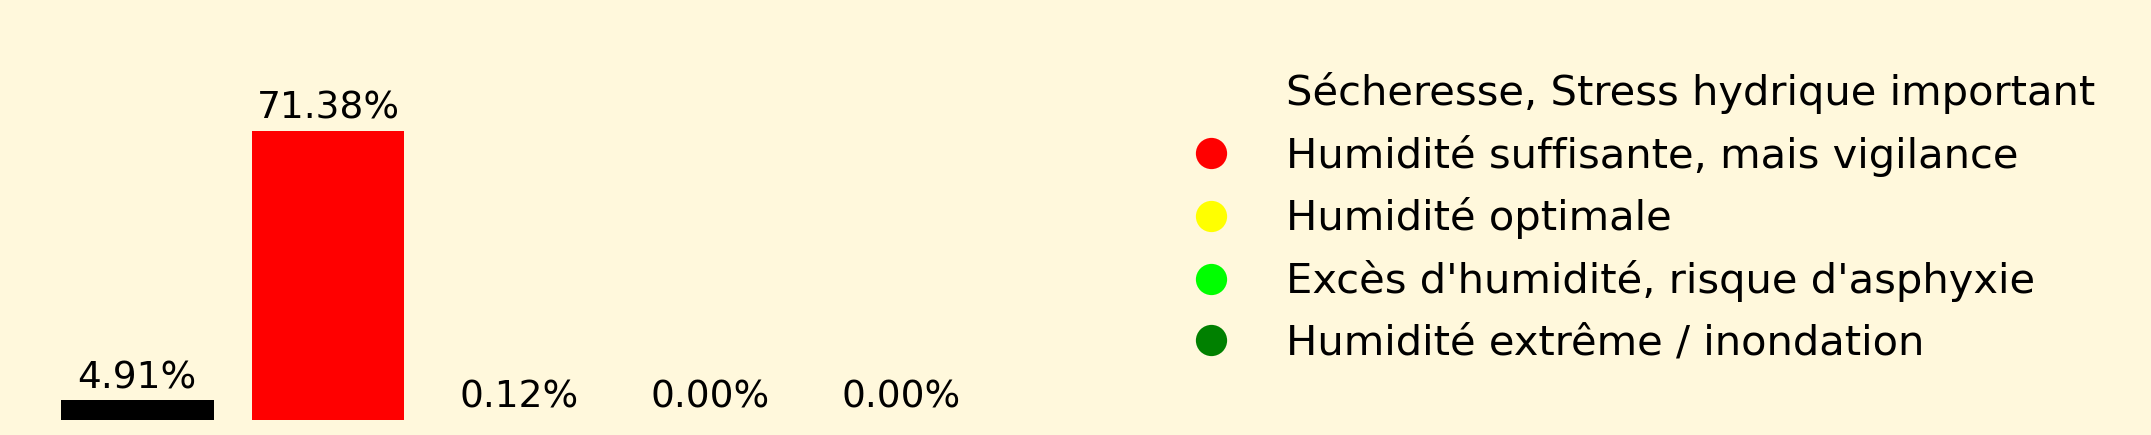 71.38%
4.91%
0.12%
0.00%
0.00%
Sécheresse, Stress hydrique important
Humidité suffisante, mais vigilance
Humidité optimale
Excès d'humidité, risque d'asphyxie
Humidité extrême / inondation